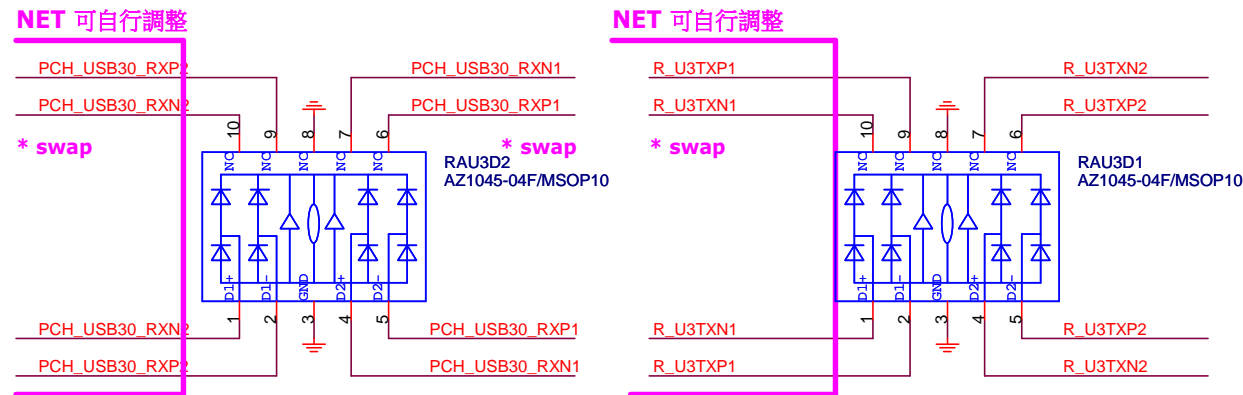 NET 可自行調整
NET 可自行調整
PCH_USB30_RXP2
PCH_USB30_RXN1
R_U3TXP1
R_U3TXN2
PCH_USB30_RXN2
PCH_USB30_RXP1
R_U3TXN1
R_U3TXP2
* swap
10
9
8
7
6
* swap
* swap
10
9
8
7
6
NC
NC
NC
NC
NC
RAU3D2
AZ1045-04F/MSOP10
NC
NC
NC
NC
NC
RAU3D1
AZ1045-04F/MSOP10
D1+
D1-
GND
D2+
D2-
D1+
D1-
GND
D2+
D2-
1
2
3
4
5
1
2
3
4
5
PCH_USB30_RXN2
PCH_USB30_RXP1
R_U3TXN1
R_U3TXP2
PCH_USB30_RXP2
PCH_USB30_RXN1
R_U3TXP1
R_U3TXN2